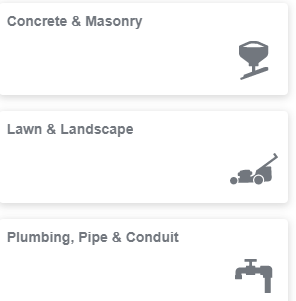 Concrete & Masonry
Lawn & Landscape
Plumbing, Pipe & Conduit